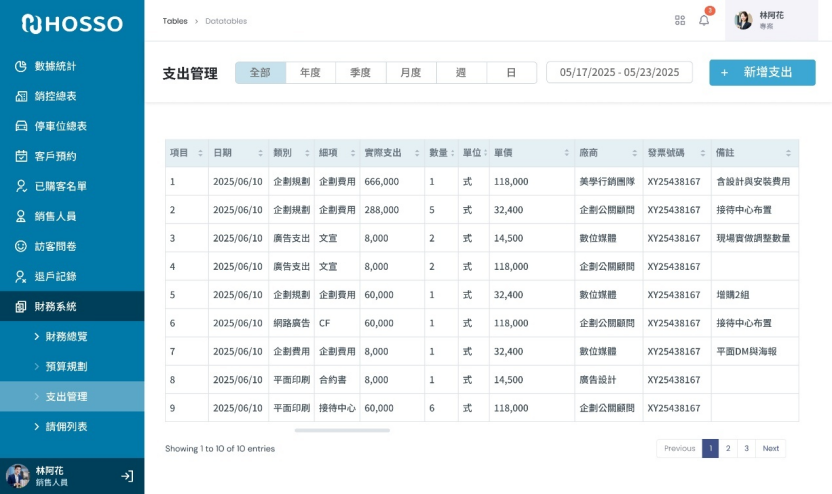 HOSSO
Tables > Datatables
3
林阿花
專案
數據統計
銷控總表
停車位總表
客戶預約
已購客名單
銷售人員
訪客問卷
退戶記錄
財務系統
財務總覽
預算規劃
支出管理
請佣列表
林阿花
銷售人員
支出管理 全部 年度 季度 月度 週 日 05/17/2025 - 05/23/2025 + 新增支出
項目 日期 類別 細項 實際支出 數量 單位 單價 廠商 發票號碼 備註
1 2025/06/10 企劃規劃 企劃費用 666,000 1 式 118,000 美學行銷團隊 XY25438167 含設計與安裝費用
2 2025/06/10 企劃規劃 企劃費用 288,000 5 式 32,400 企劃公關顧問 XY25438167 接待中心布置
3 2025/06/10 廣告支出 文宣 8,000 2 式 14,500 數位媒體 XY25438167 現場實做調整數量
4 2025/06/10 廣告支出 文宣 8,000 2 式 118,000 企劃公關顧問 XY25438167
5 2025/06/10 企劃規劃 企劃費用 60,000 1 式 32,400 數位媒體 XY25438167 增購2組
6 2025/06/10 網路廣告 CF 60,000 1 式 118,000 企劃公關顧問 XY25438167 接待中心布置
7 2025/06/10 企劃費用 企劃費用 8,000 1 式 32,400 數位媒體 XY25438167 平面DM與海報
8 2025/06/10 平面印刷 合約書 8,000 1 式 14,500 廣告設計 XY25438167
9 2025/06/10 平面印刷 接待中心 60,000 6 式 118,000 企劃公關顧問 XY25438167
Showing 1 to 10 of 10 entries
Previous 1 2 3 Next